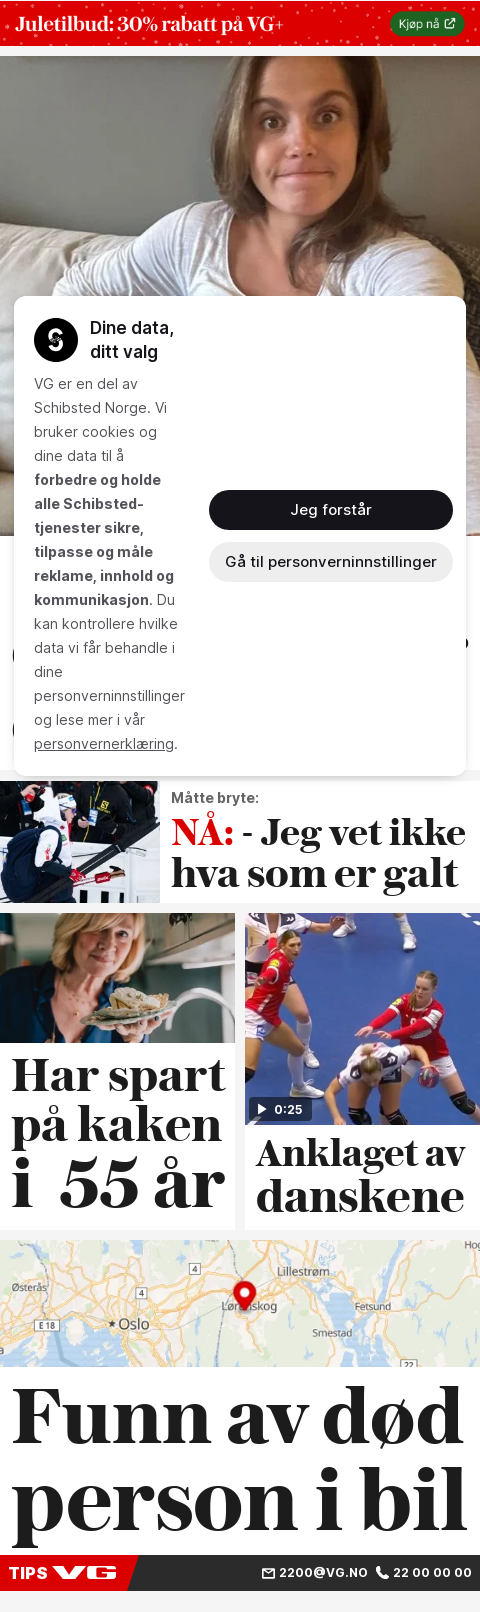 Juletilbud: 30% rabatt på VG+
Kjøp nå
Dine data,
ditt valg
VG er en del av
Schibsted Norge. Vi
bruker cookies og
dine data til å
forbedre og holde
alle Schibsted-
tjenester sikre,
tilpasse og måle
reklame, innhold og
kommunikasjon. Du
kan kontrollere hvilke
data vi får behandle i
dine
personverninnstillinger
og lese mer i vår
personvernerklæring.
Jeg forstår
Gå til personverninnstillinger
Måtte bryte:
NÅ: - Jeg vet ikke
hva som er galt
Har spart
på kaken
i 55 år
0:25
Anklaget av
danskene
4
Lillestrøm
Østerås
4
Lørenskog
Fetsund
E 18
Oslo
Smestad
22
Funn av død
person i bil
TIPS VG
2200@VG.NO
22 00 00 00